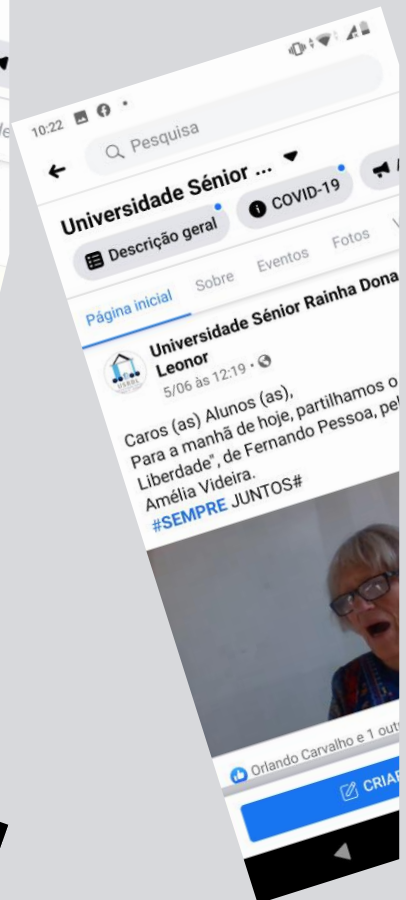 10:22
Pesquisa
Universidade Sénior ...
Descrição geral
COVID-19
Página inicial
Sobre
Eventos
Fotos
Universidade Sénior Rainha Dona
Leonor
5/06 às 12:19
Caros (as) Alunos (as),
Para a manhã de hoje, partilhamos o
Liberdade", de Fernando Pessoa, pel
Amélia Videira.
#SEMPRE JUNTOS#
Orlando Carvalho e 1 out
CRIAR